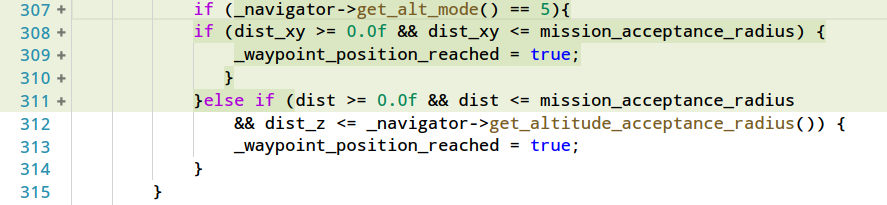 307 + if (_navigator->get_alt_mode() == 5){
308 + if (dist_xy >= 0.0f && dist_xy <= mission_acceptance_radius) {
309 + _waypoint_position_reached = true;
310 + }
311 + }else if (dist >= 0.0f && dist <= mission_acceptance_radius
312 && dist_z <= _navigator->get_altitude_acceptance_radius()) {
313 _waypoint_position_reached = true;
314 }
315 }